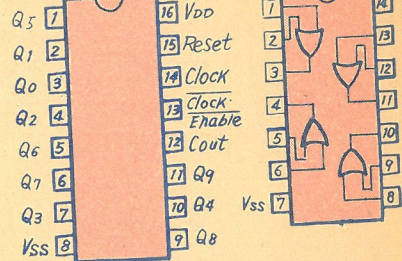 Q5 1 16 VDD
Q1 2 15 Reset
Q0 3 14 Clock
Q2 4 13 Clock-Enable
Q6 5 12 Cout
Q7 6 11 Q9
Q3 7 10 Q4
VSS 8 9 Q8
1 14
2 13
3 12
4 11
5 10
6 9
VSS 7 8